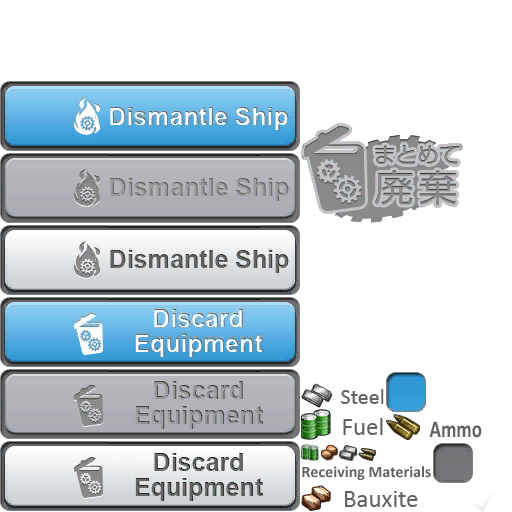 Dismantle Ship
Dismantle Ship
Dismantle Ship
Discard
Equipment
Discard
Equipment
Discard
Equipment
まとめて
廃棄
Steel
Fuel
Ammo
Receiving Materials
Bauxite